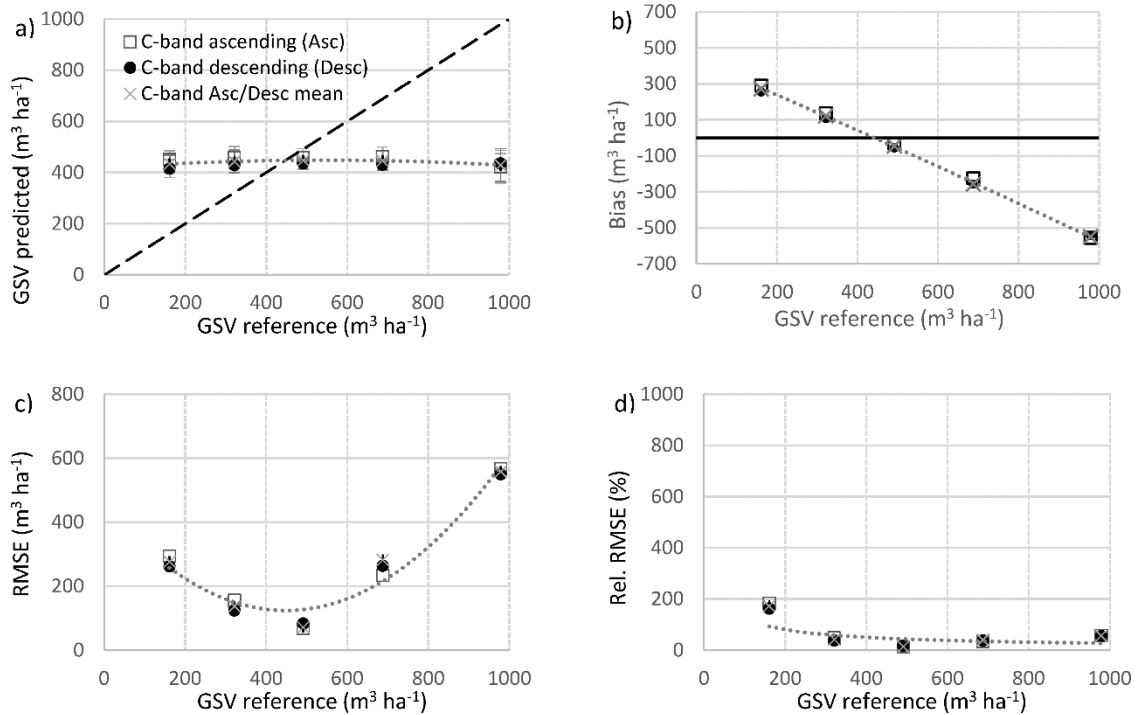 a)
GSV predicted (m³ ha⁻¹)
1000
800
600
400
200
0
C-band ascending (Asc)
C-band descending (Desc)
C-band Asc/Desc mean
0 200 400 600 800 1000
GSV reference (m³ ha⁻¹)
b)
Bias (m³ ha⁻¹)
700
500
300
100
-100
-300
-500
-700
0 200 400 600 800 1000
GSV reference (m³ ha⁻¹)
c)
RMSE (m³ ha⁻¹)
800
600
400
200
0
0 200 400 600 800 1000
GSV reference (m³ ha⁻¹)
d)
Rel. RMSE (%)
1000
800
600
400
200
0
0 200 400 600 800 1000
GSV reference (m³ ha⁻¹)